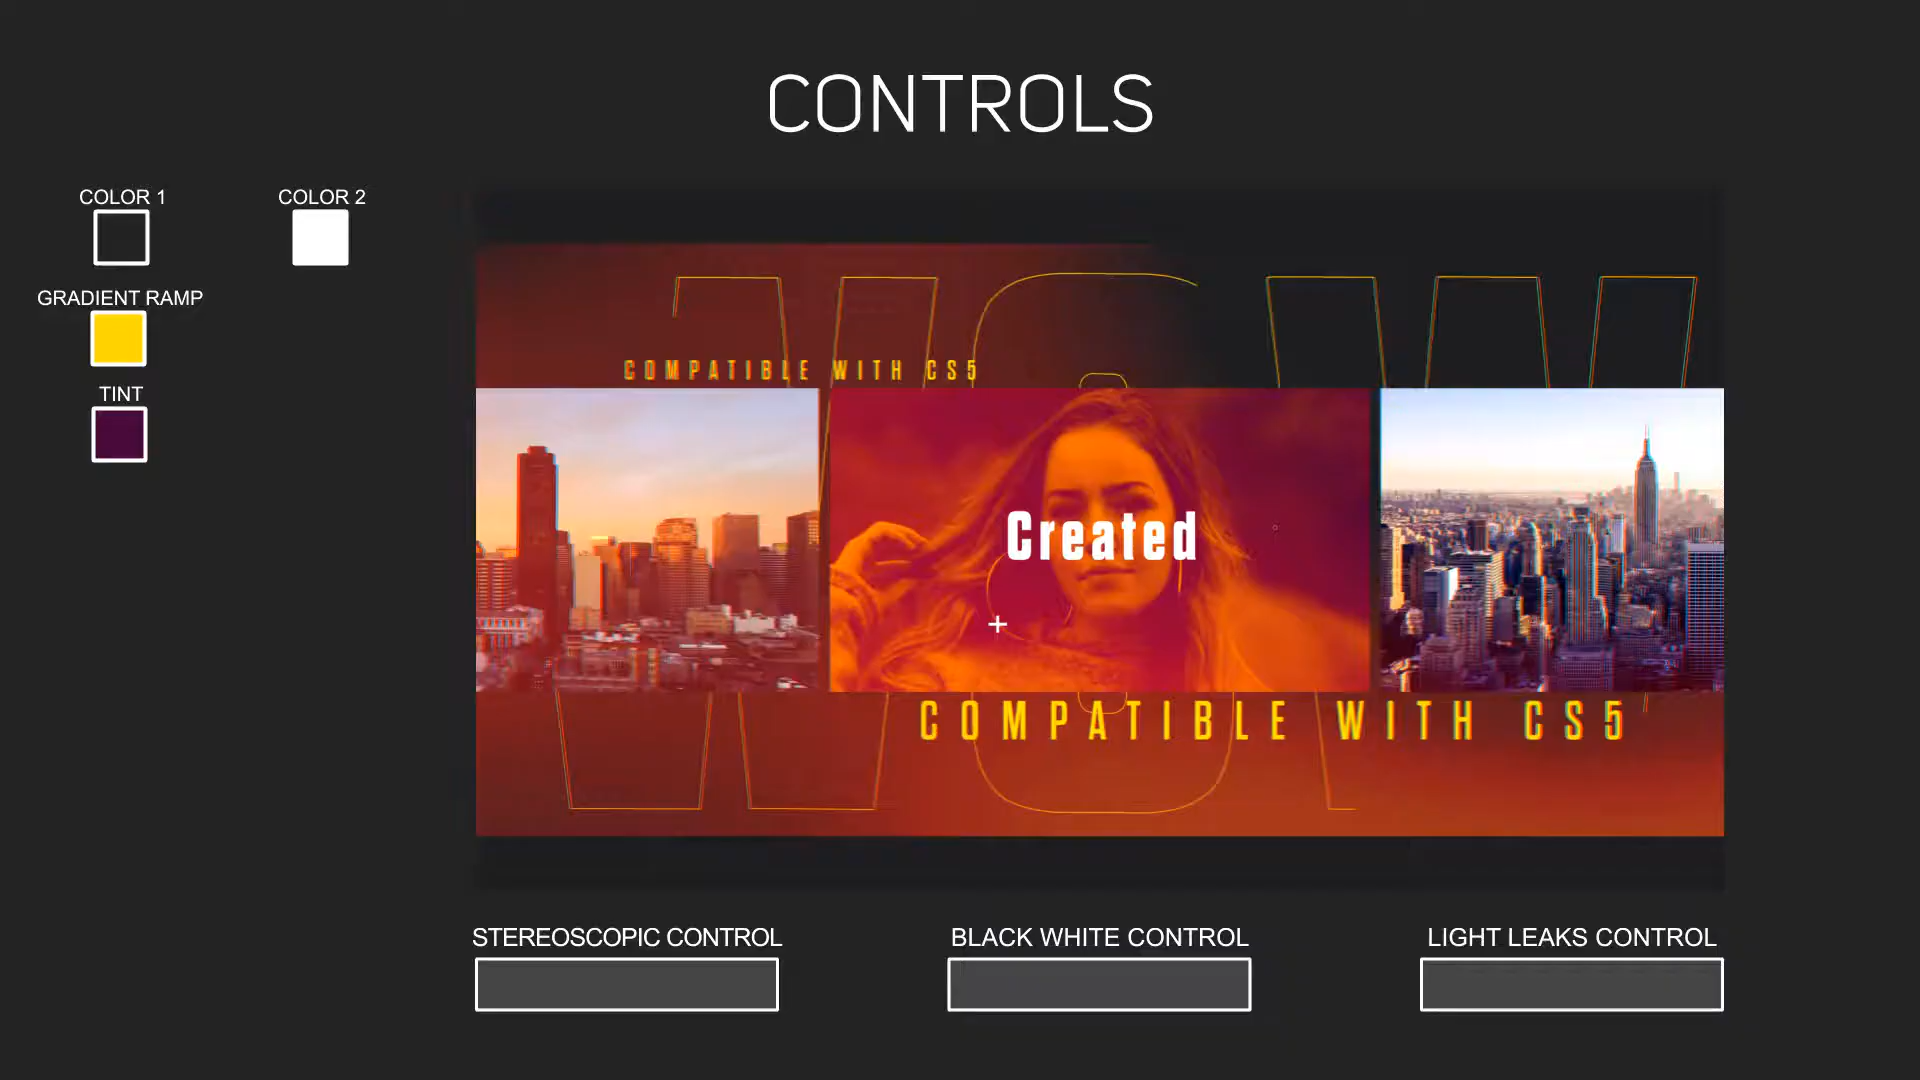 CONTROLS
COLOR 1
COLOR 2
GRADIENT RAMP
TINT
COMPATIBLE WITH CS5
Created
COMPATIBLE WITH CS5
STEREOSCOPIC CONTROL
BLACK WHITE CONTROL
LIGHT LEAKS CONTROL